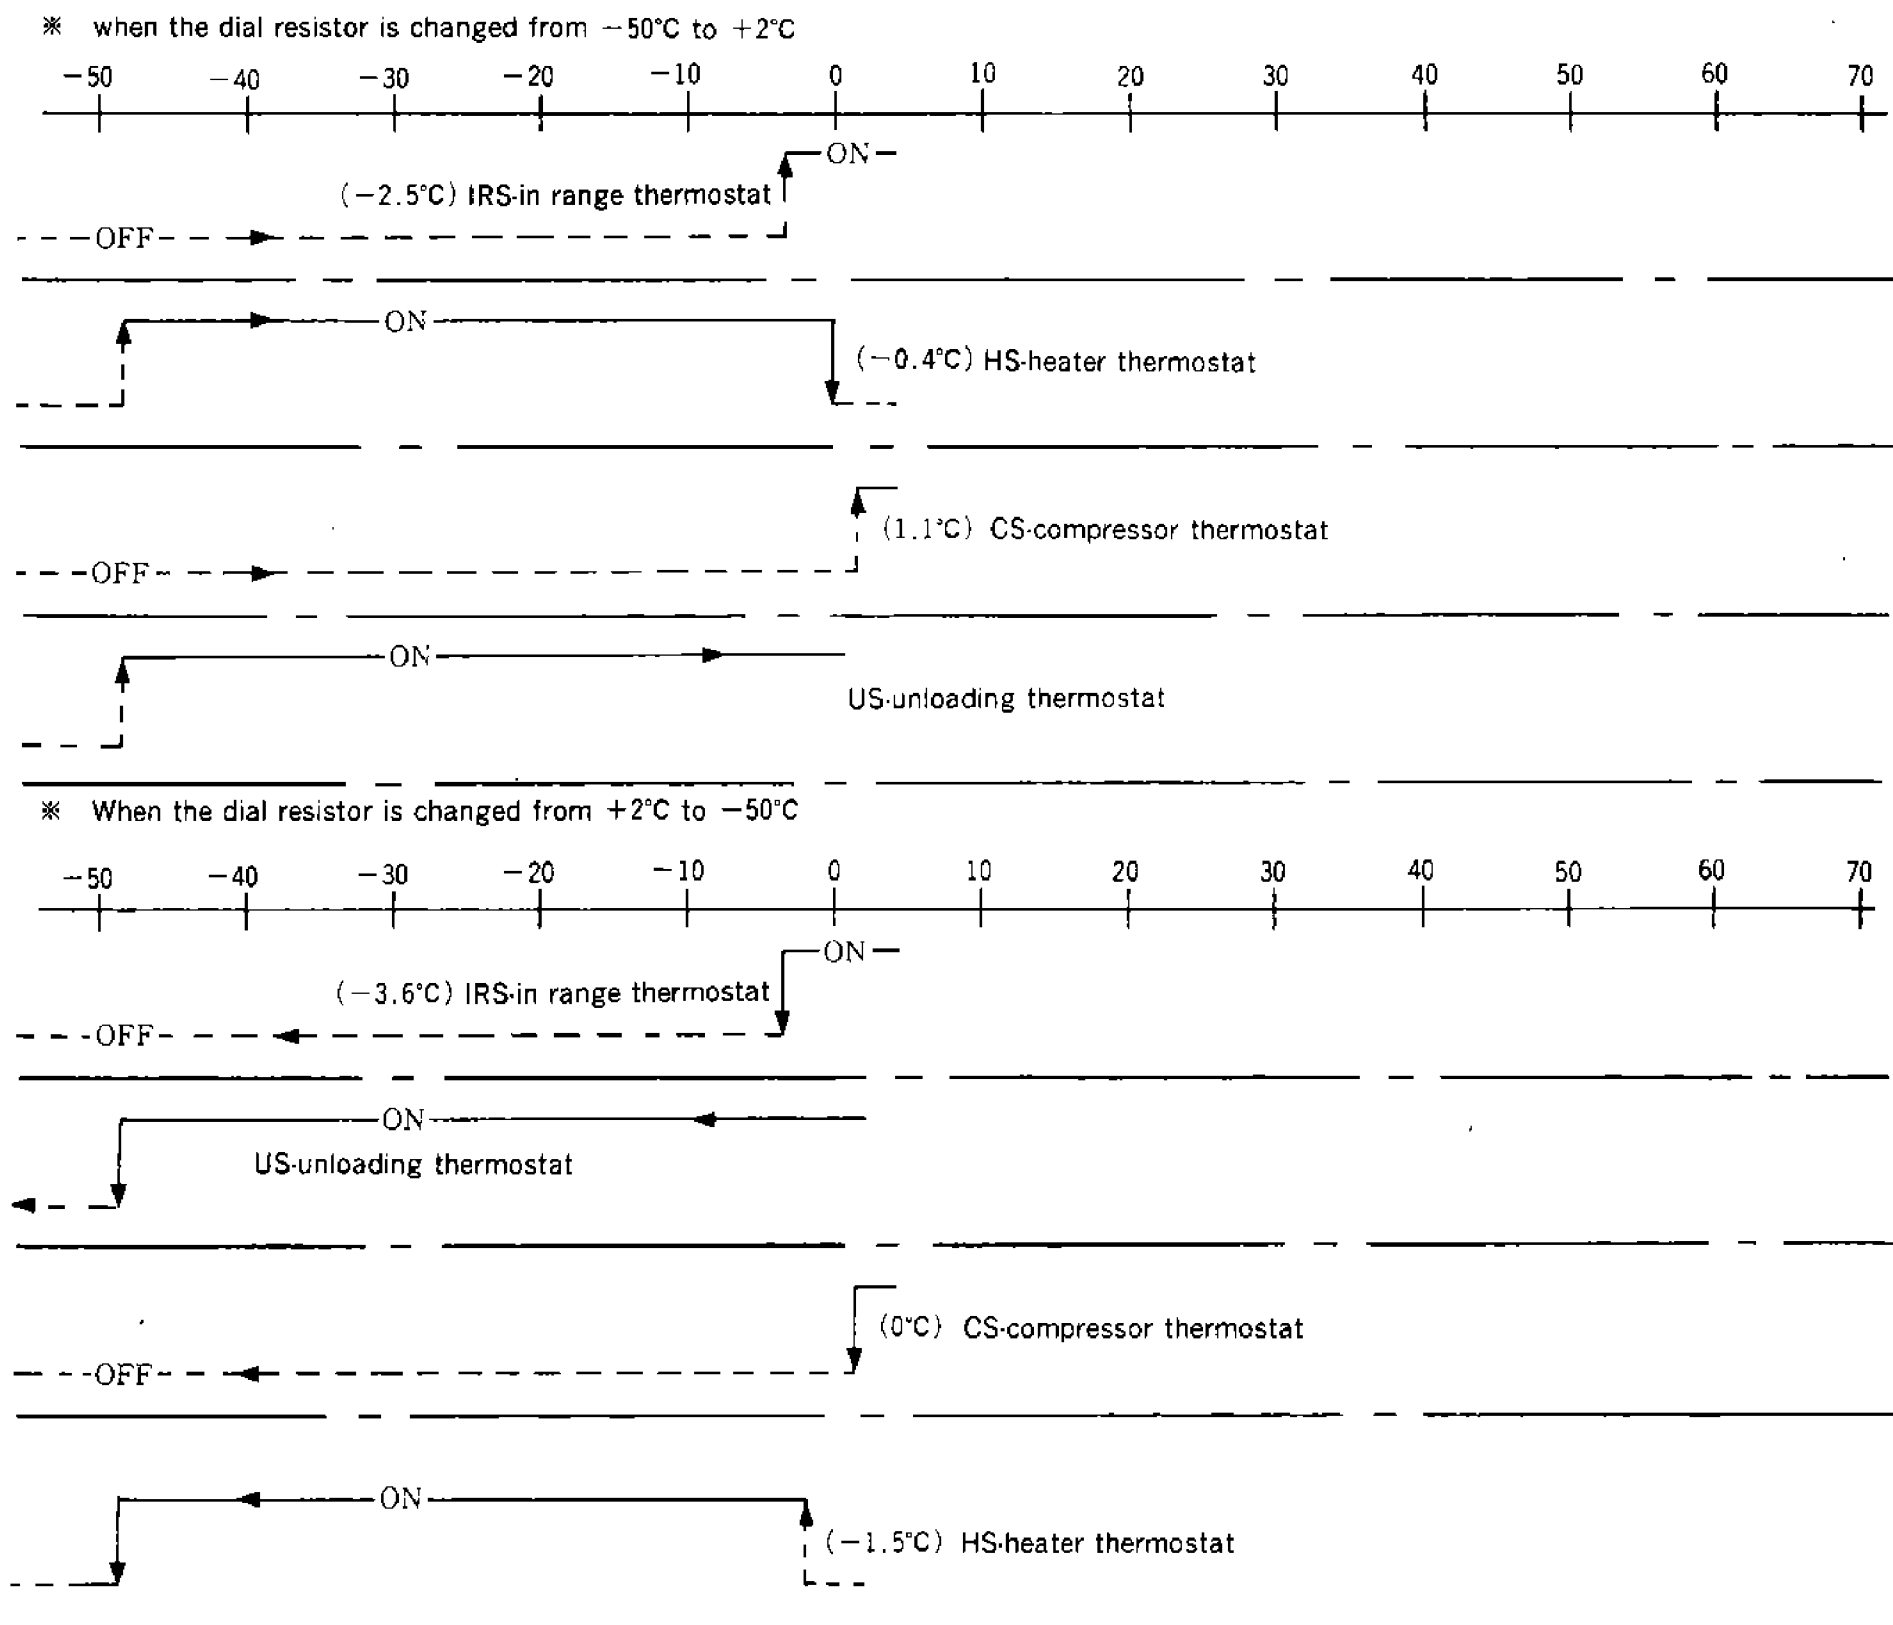 ※ when the dial resistor is changed from −50°C to +2°C
−50 −40 −30 −20 −10 0 10 20 30 40 50 60 70
ON
(−2.5°C) IRS-in range thermostat
OFF
ON
(−0.4°C) HS-heater thermostat
(1.1°C) CS-compressor thermostat
OFF
ON
US-unloading thermostat
※ When the dial resistor is changed from +2°C to −50°C
−50 −40 −30 −20 −10 0 10 20 30 40 50 60 70
ON
(−3.6°C) IRS-in range thermostat
OFF
ON
US-unloading thermostat
(0°C) CS-compressor thermostat
OFF
ON
(−1.5°C) HS-heater thermostat